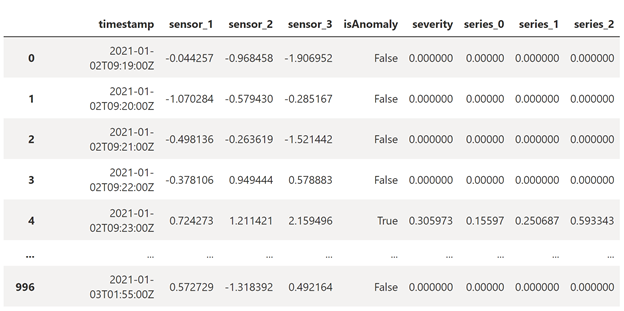 timestamp sensor_1 sensor_2 sensor_3 isAnomaly severity series_0 series_1 series_2
0 2021-01-02T09:19:00Z -0.044257 -0.968458 -1.906952 False 0.000000 0.00000 0.000000 0.000000
1 2021-01-02T09:20:00Z -1.070284 -0.579430 -0.285167 False 0.000000 0.00000 0.000000 0.000000
2 2021-01-02T09:21:00Z -0.498136 -0.263619 -1.521442 False 0.000000 0.00000 0.000000 0.000000
3 2021-01-02T09:22:00Z -0.378106 0.949444 0.578883 False 0.000000 0.00000 0.000000 0.000000
4 2021-01-02T09:23:00Z 0.724273 1.211421 2.159496 True 0.305973 0.15597 0.250687 0.593343
... ... ... ... ... ... ... ... ... ...
996 2021-01-03T01:55:00Z 0.572729 -1.318392 0.492164 False 0.000000 0.00000 0.000000 0.000000